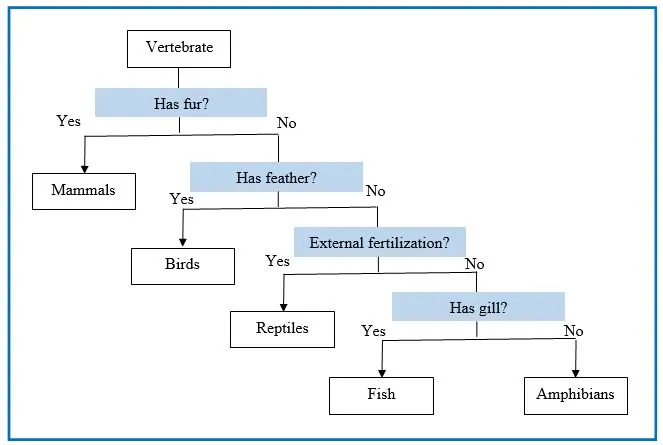 Vertebrate
Has fur?
Yes
No
Mammals
Has feather?
Yes
No
Birds
External fertilization?
Yes
No
Reptiles
Has gill?
Yes
No
Fish
Amphibians